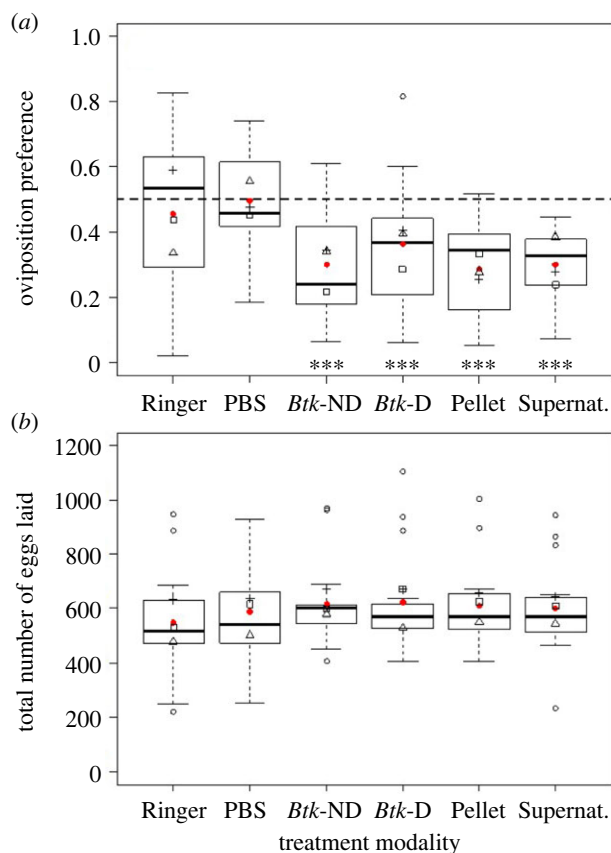 (a)
oviposition preference
1.0
0.8
0.6
0.4
0.2
0
*** *** *** ***
Ringer PBS Btk-ND Btk-D Pellet Supernat.
(b)
total number of eggs laid
1200
1000
800
600
400
200
0
Ringer PBS Btk-ND Btk-D Pellet Supernat.
treatment modality